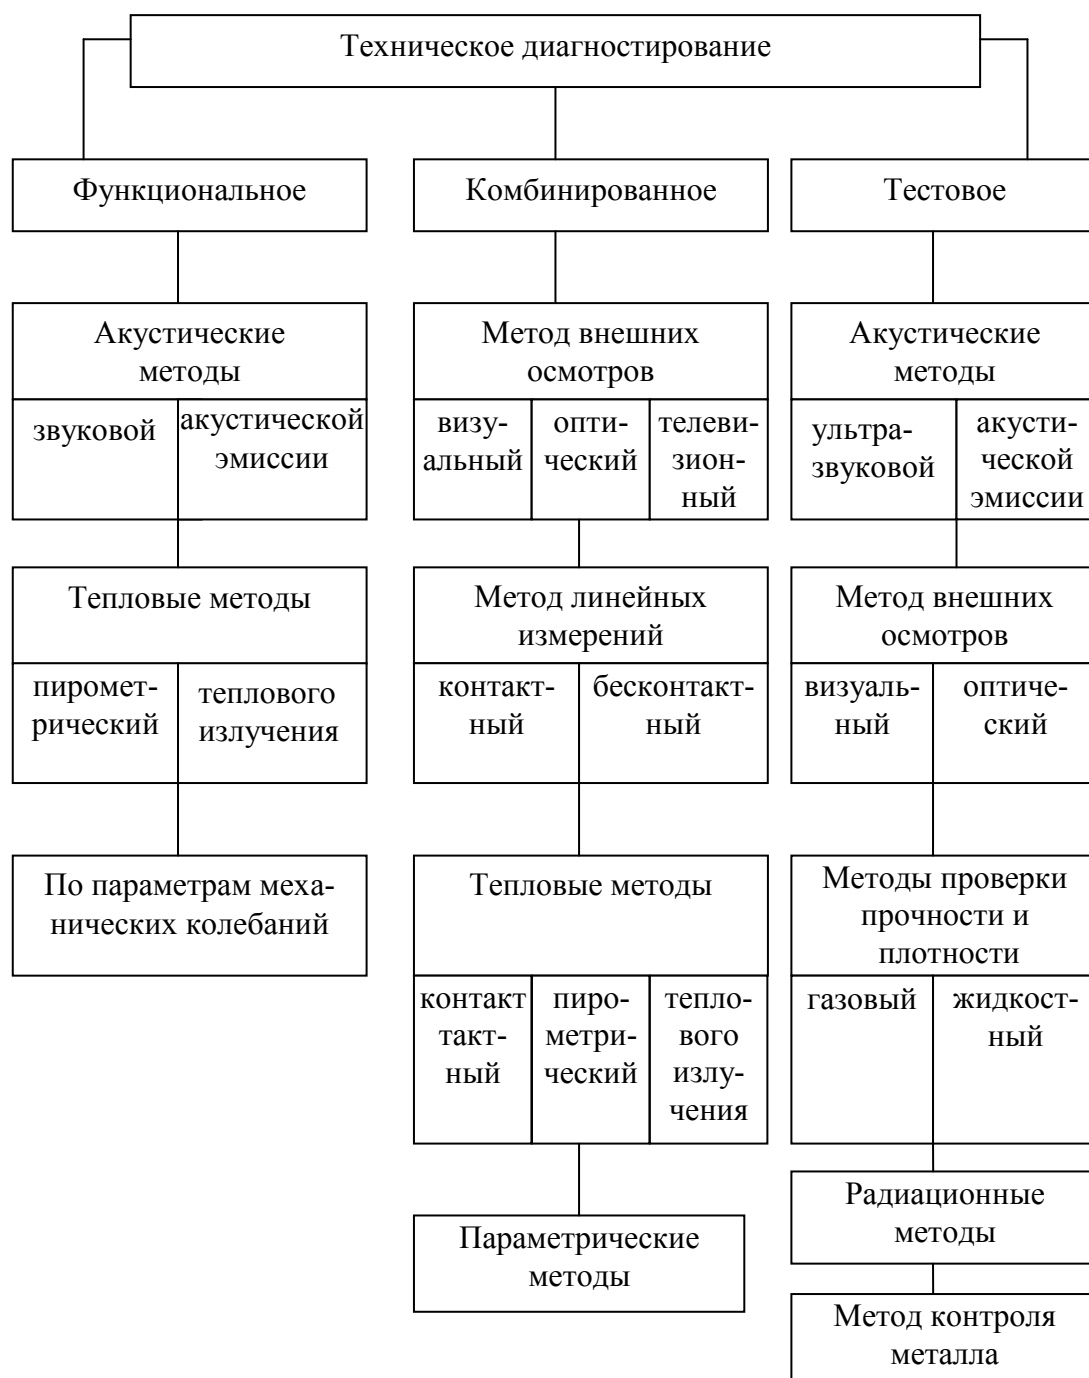 Техническое диагностирование
Функциональное
Комбинированное
Тестовое
Акустические
методы
звуковой
акустической
эмиссии
Метод внешних
осмотров
визу-
альный
опти-
ческий
телеви-
зион-
ный
Акустические
методы
ультра-
звуковой
акусти-
ческой
эмиссии
Тепловые методы
пиромет-
рический
теплового
излучения
Метод линейных
измерений
контакт-
ный
бесконтакт-
ный
Метод внешних
осмотров
визуаль-
ный
оптиче-
ский
По параметрам меха-
нических колебаний
Тепловые методы
контакт
такт-
ный
пиро-
метри-
ческий
тепло-
вого
излу-
чения
Методы проверки
прочности и
плотности
газовый
жидкост-
ный
Параметрические
методы
Радиационные
методы
Метод контроля
металла